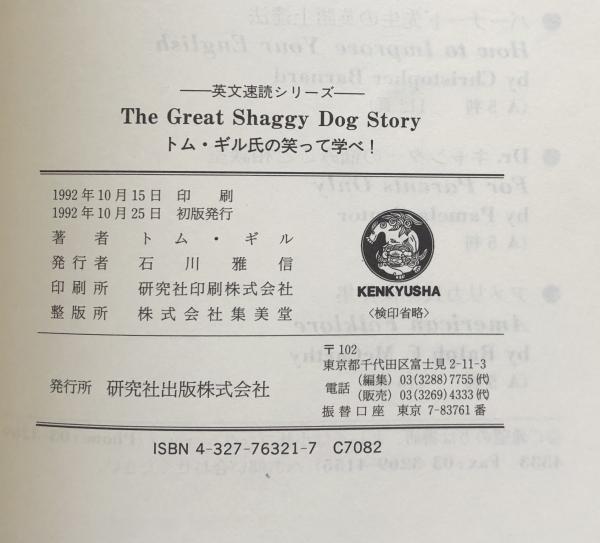 ――英文速読シリーズ――
The Great Shaggy Dog Story
トム・ギル氏の笑って学べ！
1992年10月15日 印 刷
1992年10月25日 初版発行
著 者 トム・ギル
発行者 石川雅信
印刷所 研究社印刷株式会社
整版所 株式会社集美堂
KENKYUSHA
〈検印省略〉
発行所 研究社出版株式会社
〒102
東京都千代田区富士見2-11-3
電話 (編集) 03(3288)7755㈹
(販売) 03(3269)4333㈹
振替口座 東京 7-83761番
ISBN 4-327-76321-7 C7082